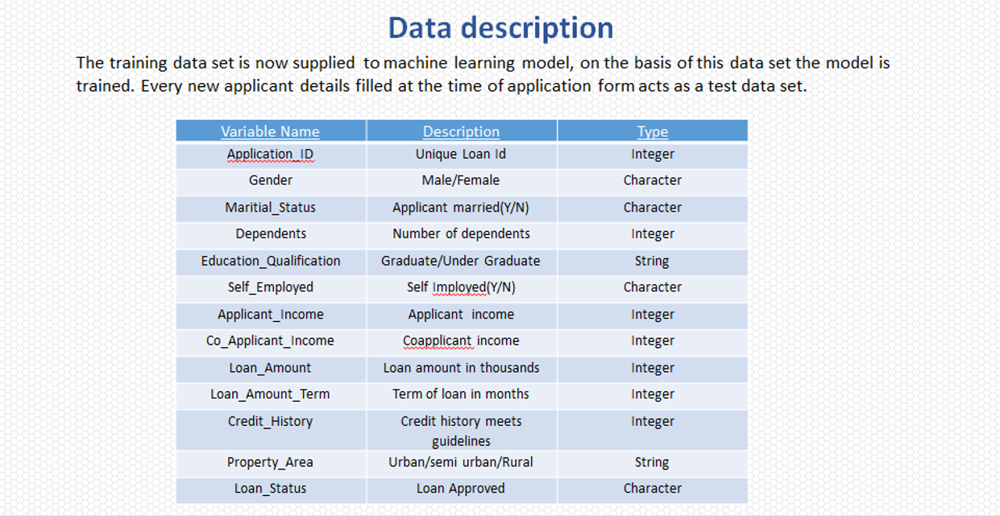 Data description
The training data set is now supplied to machine learning model, on the basis of this data set the model is
trained. Every new applicant details filled at the time of application form acts as a test data set.
Variable Name Description Type
Application_ID Unique Loan Id Integer
Gender Male/Female Character
Maritial_Status Applicant married(Y/N) Character
Dependents Number of dependents Integer
Education_Qualification Graduate/Under Graduate String
Self_Employed Self Imployed(Y/N) Character
Applicant_Income Applicant income Integer
Co_Applicant_Income Coapplicant income Integer
Loan_Amount Loan amount in thousands Integer
Loan_Amount_Term Term of loan in months Integer
Credit_History Credit history meets Integer
guidelines
Property_Area Urban/semi urban/Rural String
Loan_Status Loan Approved Character